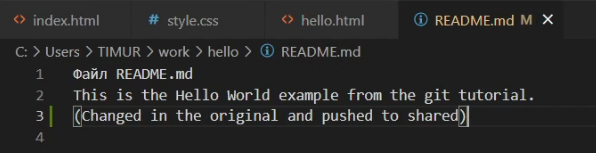 index.html # style.css hello.html README.md M
C: > Users > TIMUR > work > hello > README.md
1 Файл README.md
2 This is the Hello World example from the git tutorial.
3 (Changed in the original and pushed to shared)
4